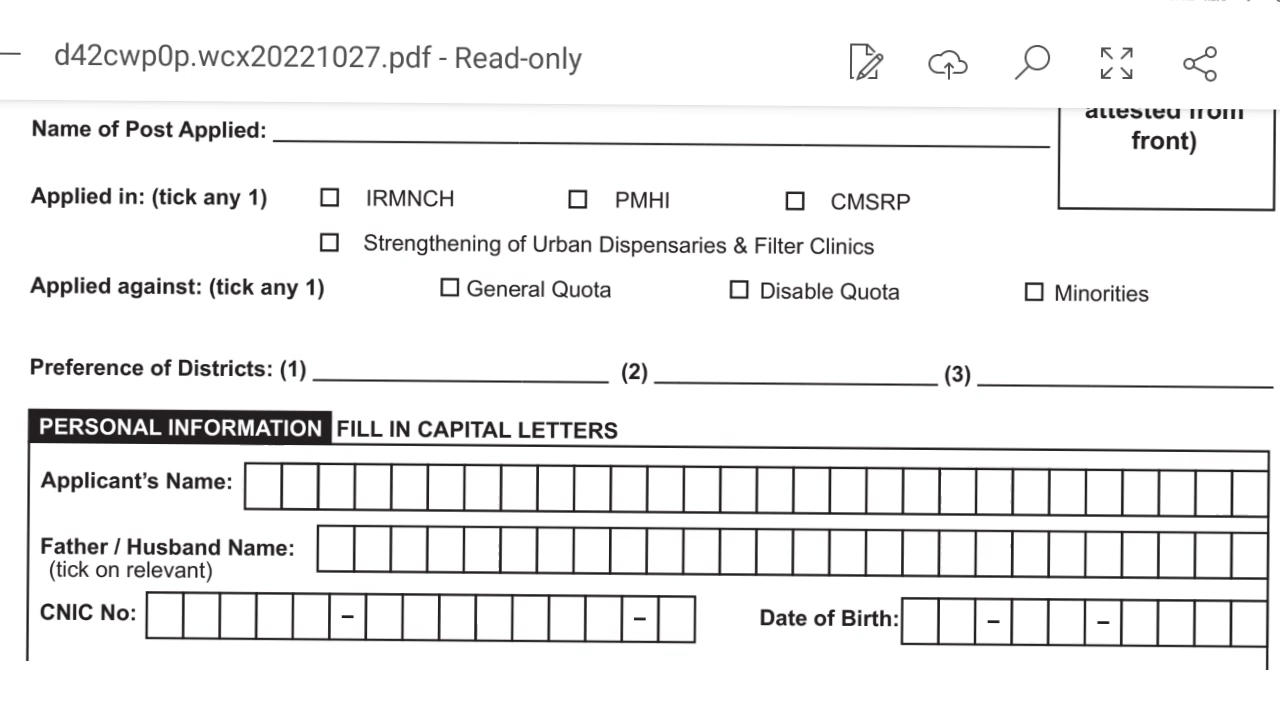 d42cwp0p.wcx20221027.pdf - Read-only
attested from
front)
Name of Post Applied:
Applied in: (tick any 1) IRMNCH PMHI CMSRP
Strengthening of Urban Dispensaries & Filter Clinics
Applied against: (tick any 1) General Quota Disable Quota Minorities
Preference of Districts: (1) (2) (3)
PERSONAL INFORMATION FILL IN CAPITAL LETTERS
Applicant's Name:
Father / Husband Name:
(tick on relevant)
CNIC No: – – Date of Birth: – –